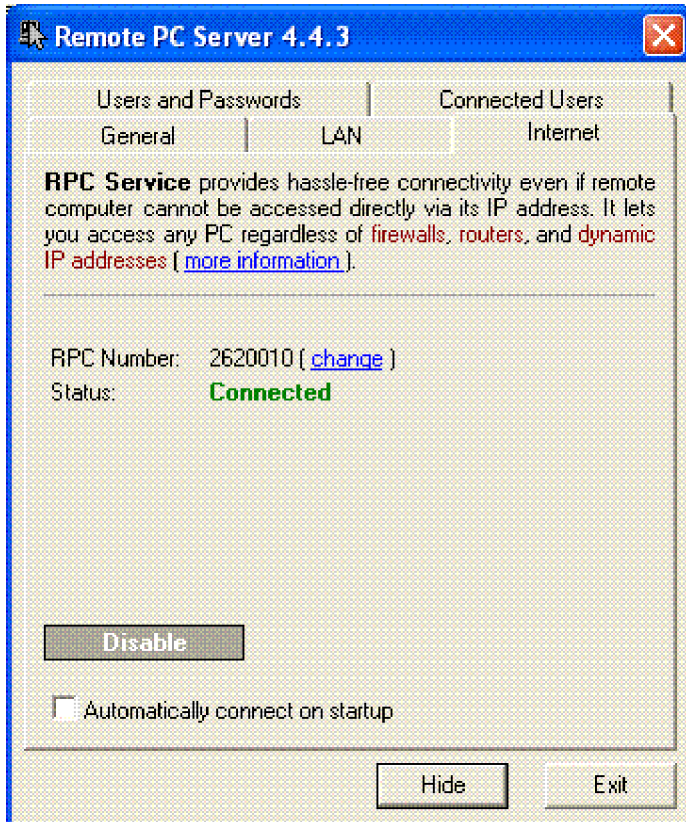 Remote PC Server 4.4.3
Users and Passwords
Connected Users
General
LAN
Internet
RPC Service provides hassle-free connectivity even if remote
computer cannot be accessed directly via its IP address. It lets
you access any PC regardless of firewalls, routers, and dynamic
IP addresses ( more information ).
RPC Number: 2620010 ( change )
Status: Connected
Disable
Automatically connect on startup
Hide
Exit